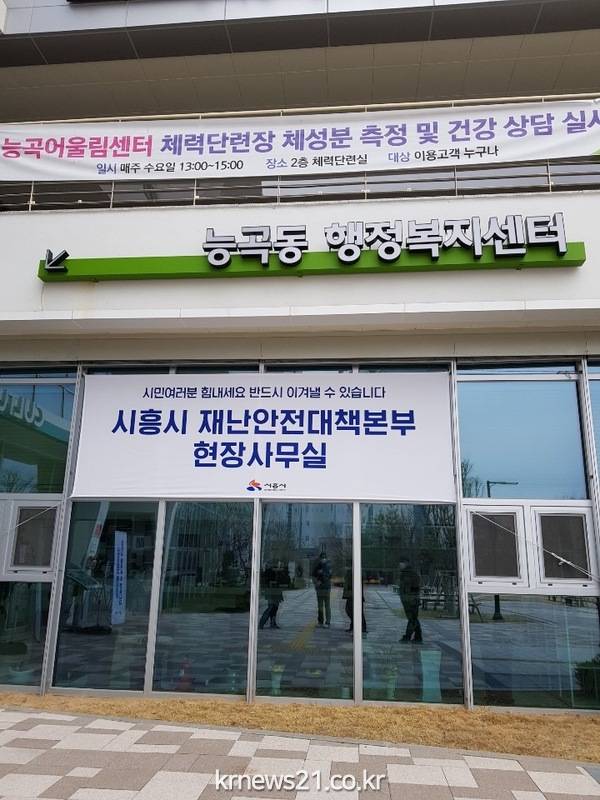 능곡어울림센터 체력단련장 체성분 측정 및 건강 상담 실시
일시 매주 수요일 13:00~15:00 장소 2층 체력단련실 대상 이용고객 누구나
능곡동 행정복지센터
시민여러분 힘내세요 반드시 이겨낼 수 있습니다
시흥시 재난안전대책본부
현장사무실
시흥시
CULTU
krnews21.co.kr